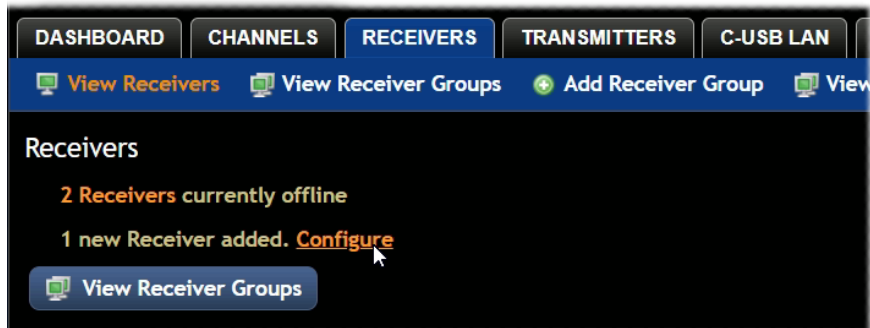 DASHBOARD CHANNELS RECEIVERS TRANSMITTERS C-USB LAN
View Receivers View Receiver Groups Add Receiver Group View
Receivers
2 Receivers currently offline
1 new Receiver added. Configure
View Receiver Groups